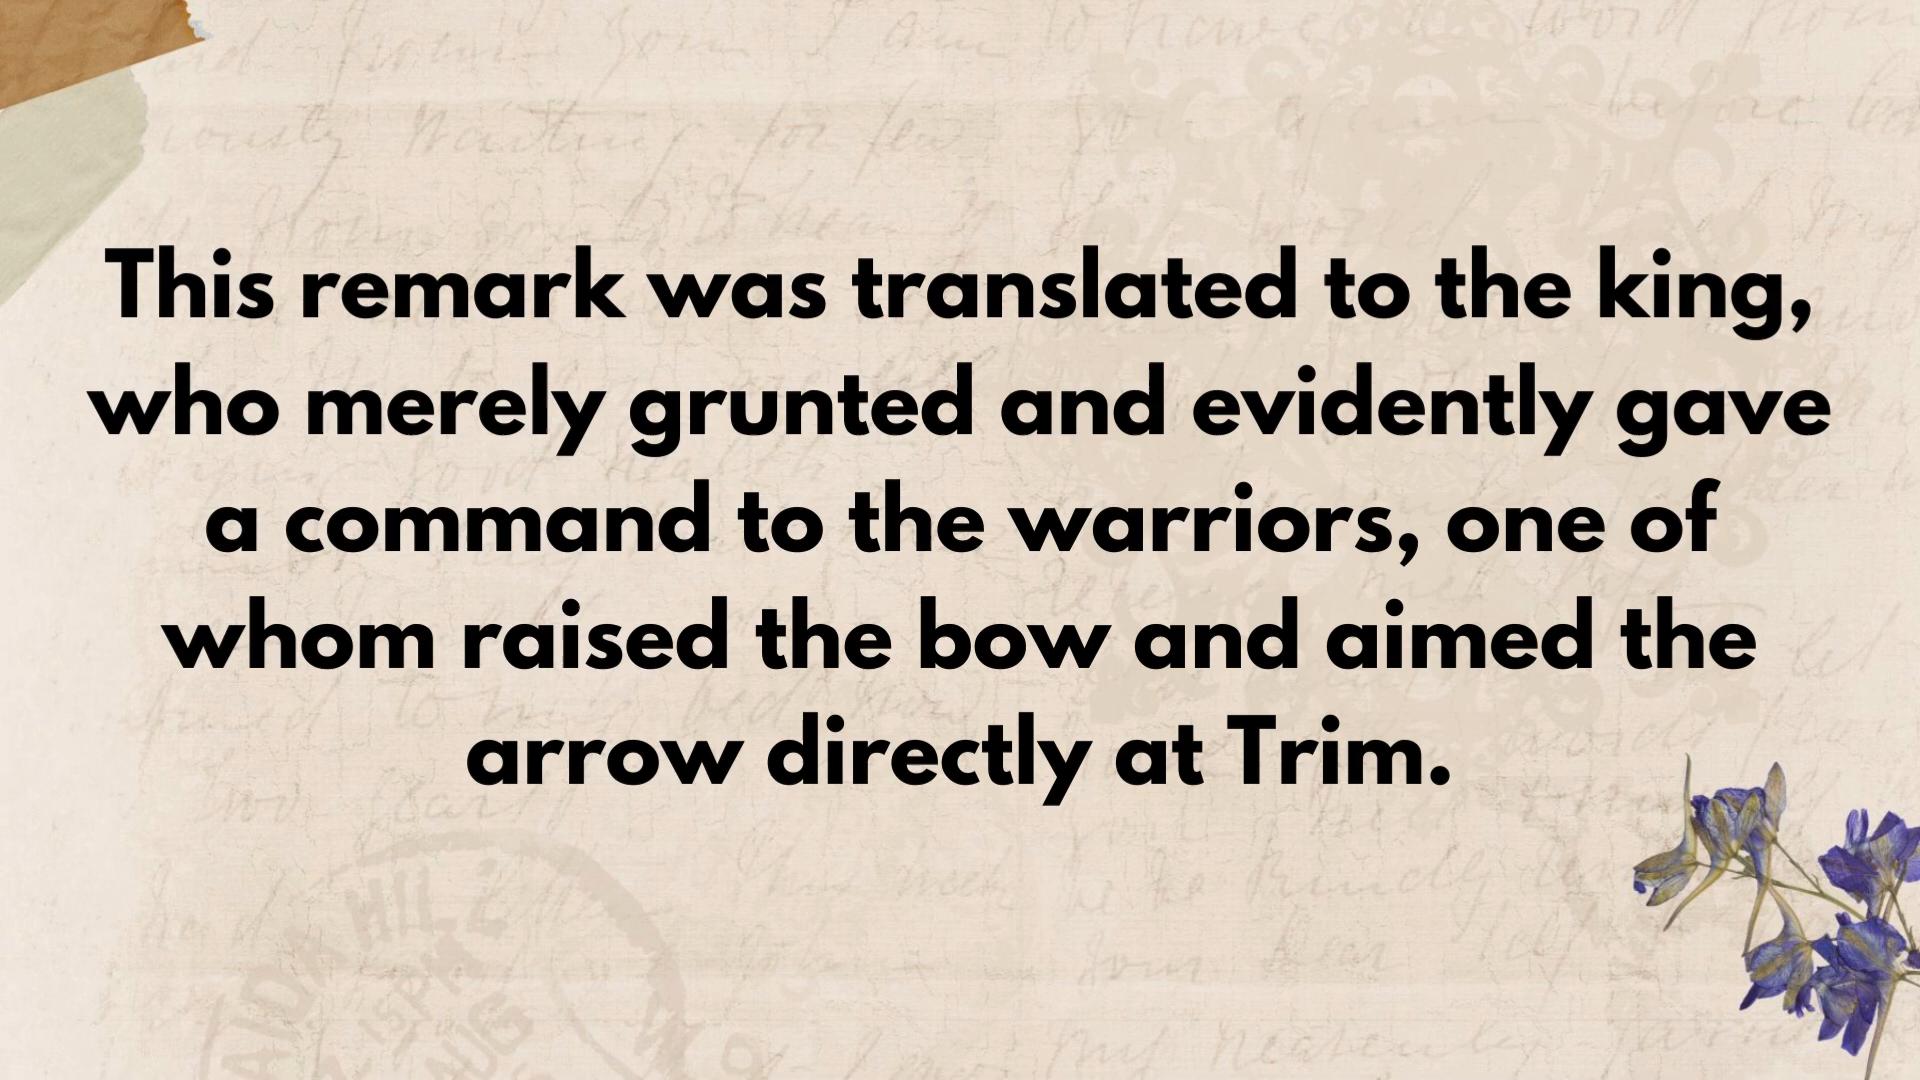 This remark was translated to the king,
who merely grunted and evidently gave
a command to the warriors, one of
whom raised the bow and aimed the
arrow directly at Trim.